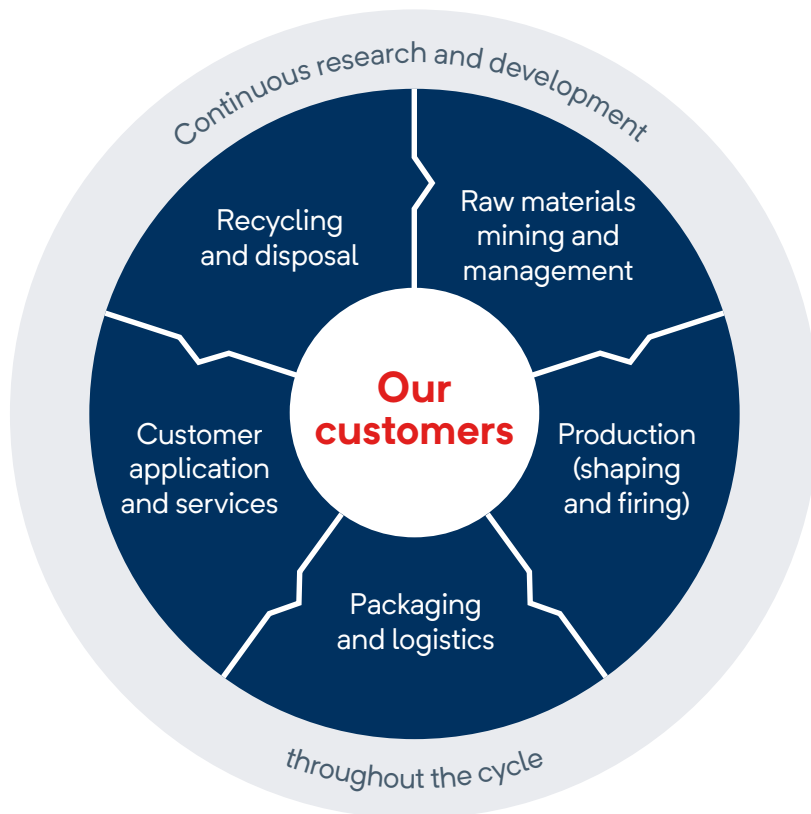 Continuous research and development
Raw materials
mining and
management
Production
(shaping
and firing)
Packaging
and logistics
Customer
application
and services
Recycling
and disposal
Our
customers
throughout the cycle